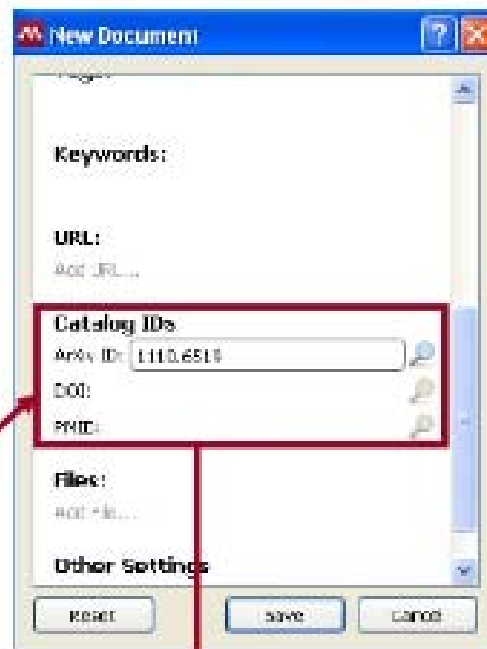 New Document
Keywords:
URL:
Add URL...
Catalog IDs
ArXiv ID: 1110.6519
DOI:
PMID:
Files:
Add File...
Other Settings
Reset Save Cancel